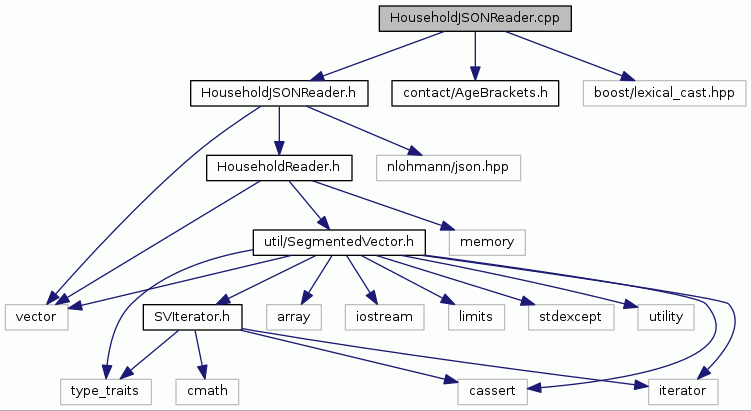 HouseholdJSONReader.cpp
HouseholdJSONReader.h
contact/AgeBrackets.h
boost/lexical_cast.hpp
HouseholdReader.h
nlohmann/json.hpp
util/SegmentedVector.h
memory
vector
SVIterator.h
array
iostream
limits
stdexcept
utility
type_traits
cmath
cassert
iterator